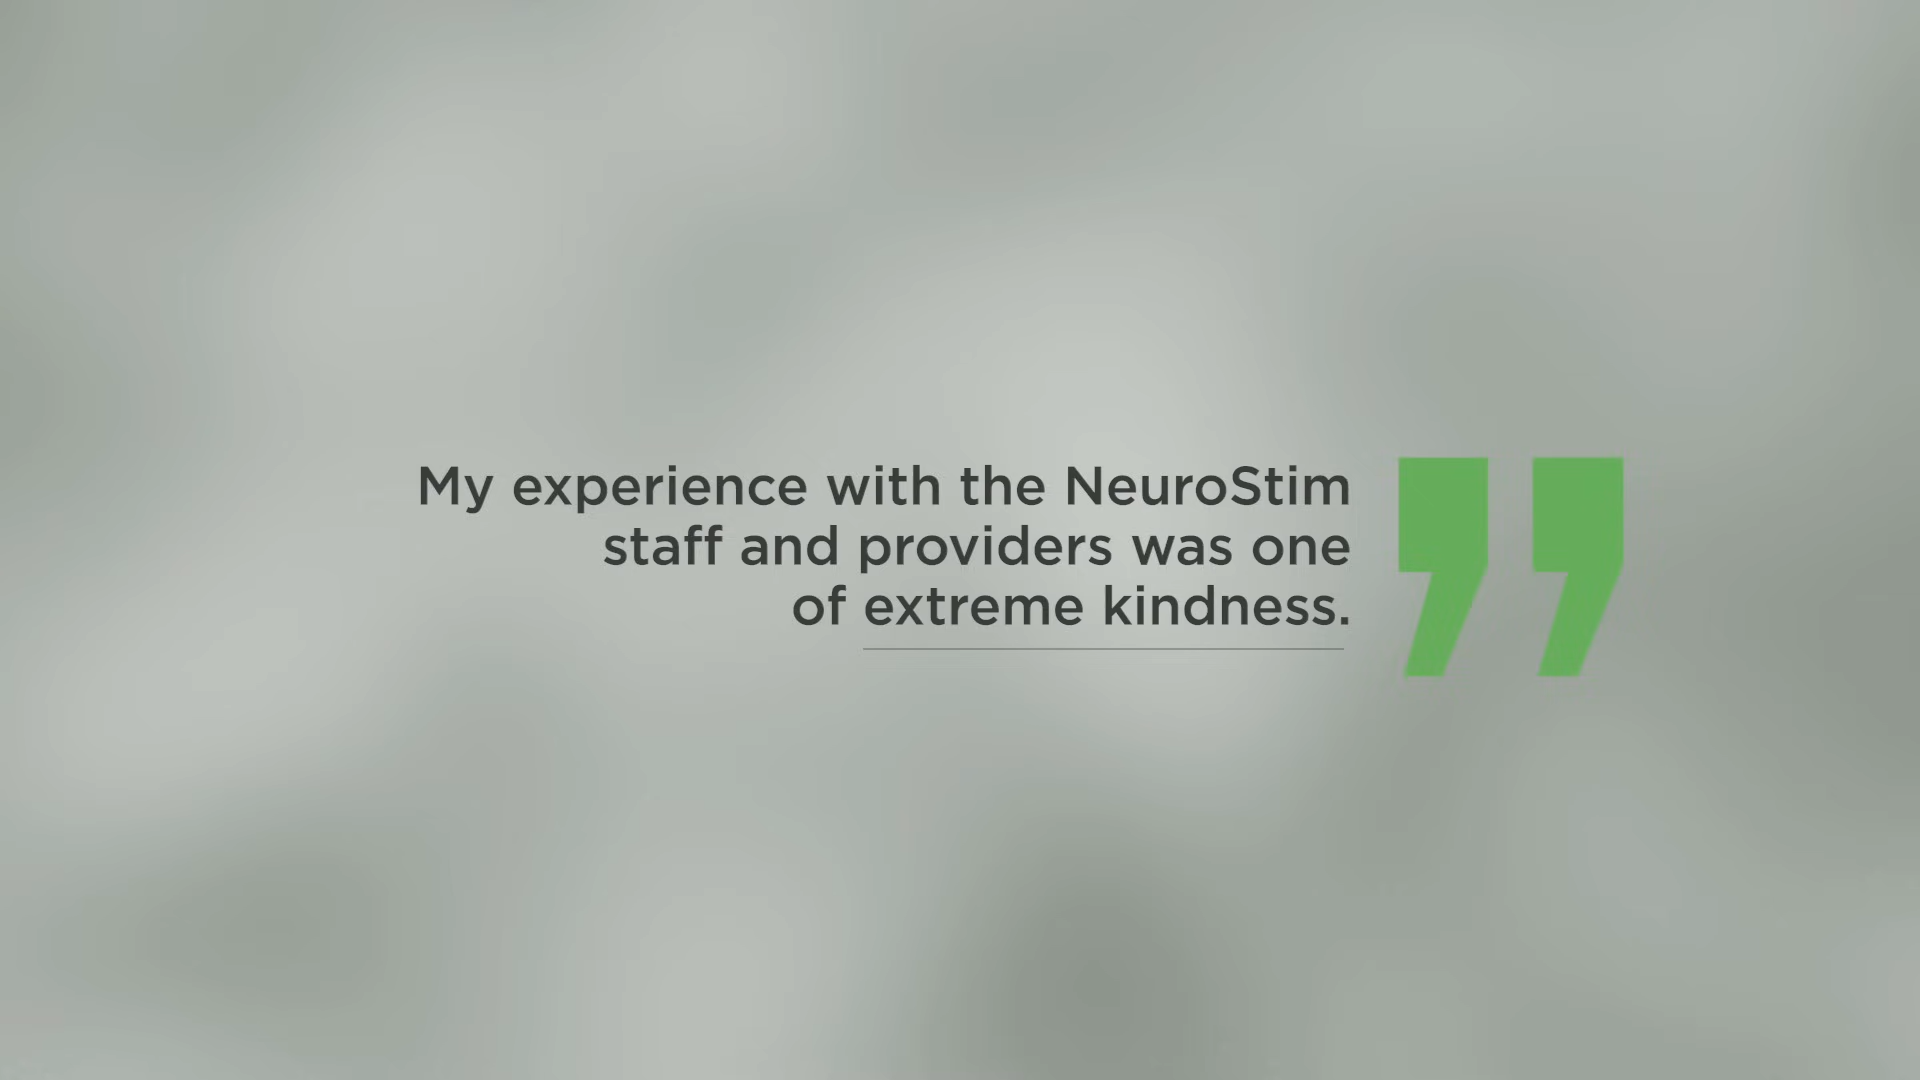 My experience with the NeuroStim
staff and providers was one
of extreme kindness.
”